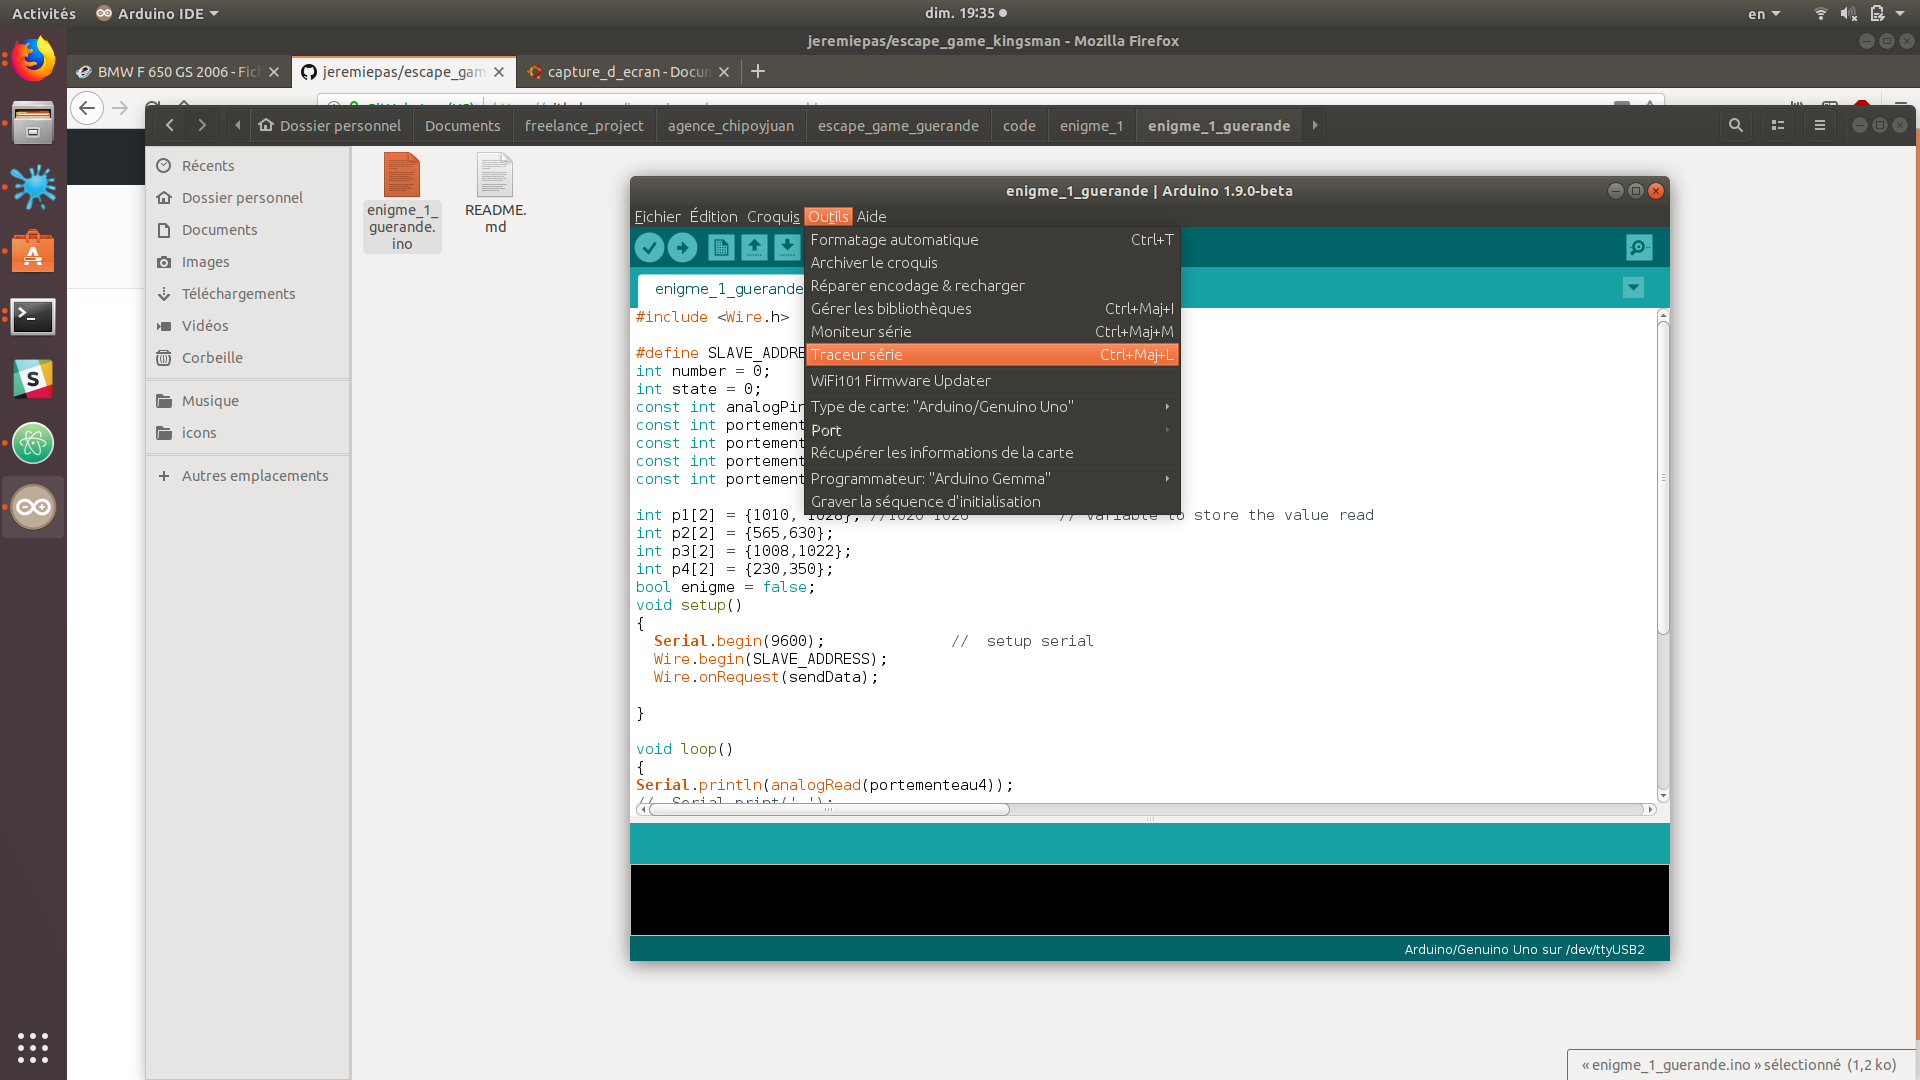 Activités
Arduino IDE
dim. 19:35
en
jeremiepas/escape_game_kingsman - Mozilla Firefox
BMW F 650 GS 2006 - Fich
jeremiepas/escape_gam
capture_d_ecran - Docum
Dossier personnel
Documents
freelance_project
agence_chipoyjuan
escape_game_guerande
code
enigme_1
enigme_1_guerande
Récents
Dossier personnel
Documents
Images
Téléchargements
Vidéos
Corbeille
Musique
icons
Autres emplacements
enigme_1_
guerande.
ino
README.
md
enigme_1_guerande | Arduino 1.9.0-beta
Fichier Édition Croquis Outils Aide
Formatage automatique Ctrl+T
Archiver le croquis
Réparer encodage & recharger
Gérer les bibliothèques Ctrl+Maj+I
Moniteur série Ctrl+Maj+M
Traceur série Ctrl+Maj+L
WiFi101 Firmware Updater
Type de carte: "Arduino/Genuino Uno"
Port
Récupérer les informations de la carte
Programmateur: "Arduino Gemma"
Graver la séquence d'initialisation
enigme_1_guerande
#include <Wire.h>
#define SLAVE_ADDRE
int number = 0;
int state = 0;
const int analogPin
const int portement
const int portement
const int portement
const int portement
int p1[2] = {1010, 1028}; //1020 1026 // variable to store the value read
int p2[2] = {565,630};
int p3[2] = {1008,1022};
int p4[2] = {230,350};
bool enigme = false;
void setup()
{
Serial.begin(9600); // setup serial
Wire.begin(SLAVE_ADDRESS);
Wire.onRequest(sendData);
}
void loop()
{
Serial.println(analogRead(portementeau4));
// Serial.print(' ');
Arduino/Genuino Uno sur /dev/ttyUSB2
« enigme_1_guerande.ino » sélectionné (1,2 ko)